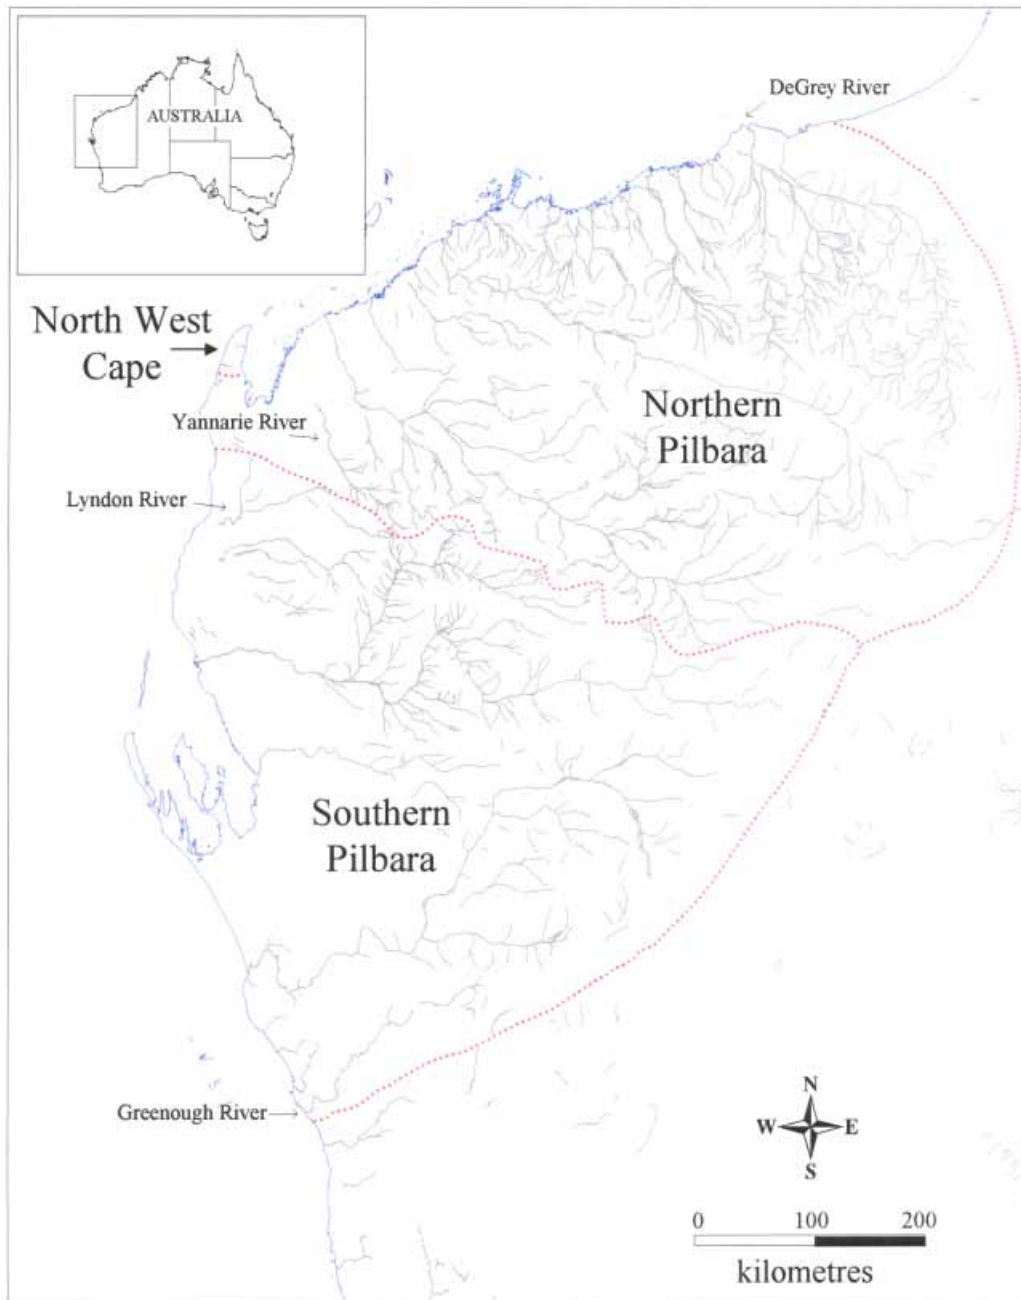 AUSTRALIA
DeGrey River
North West
Cape
Yannarie River
Northern
Pilbara
Lyndon River
Southern
Pilbara
Greenough River
N
W E
S
0 100 200
kilometres